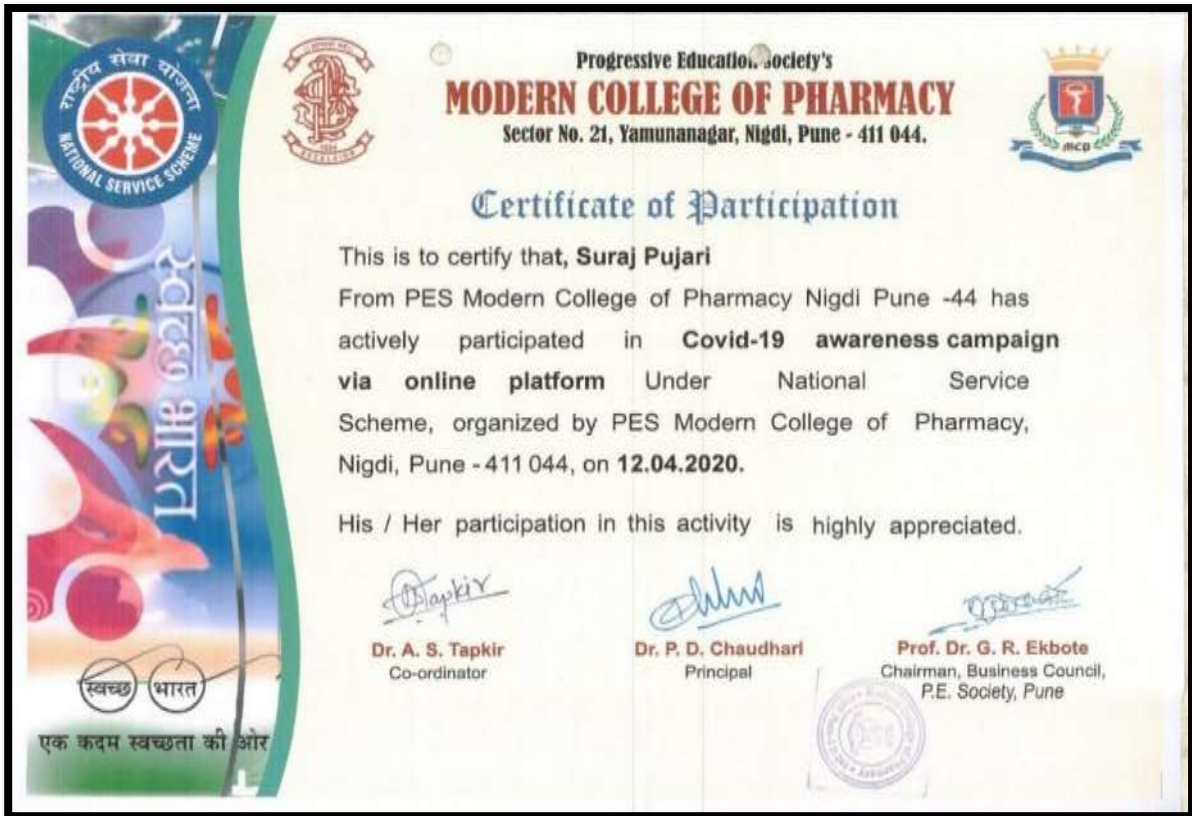 राष्ट्रीय सेवा योजना
NATIONAL SERVICE SCHEME
EXCELSIOR
Progressive Education Society's
MODERN COLLEGE OF PHARMACY
Sector No. 21, Yamunanagar, Nigdi, Pune - 411 044.
mcp
Certificate of Participation
This is to certify that, Suraj Pujari
From PES Modern College of Pharmacy Nigdi Pune -44 has
actively participated in Covid-19 awareness campaign
via online platform Under National Service
Scheme, organized by PES Modern College of Pharmacy,
Nigdi, Pune - 411 044, on 12.04.2020.
His / Her participation in this activity is highly appreciated.
Tapkir
Dr. A. S. Tapkir
Co-ordinator
Dr. P. D. Chaudhari
Principal
Prof. Dr. G. R. Ekbote
Chairman, Business Council,
P.E. Society, Pune
स्वच्छ भारत
स्वच्छ भारत
एक कदम स्वच्छता की ओर